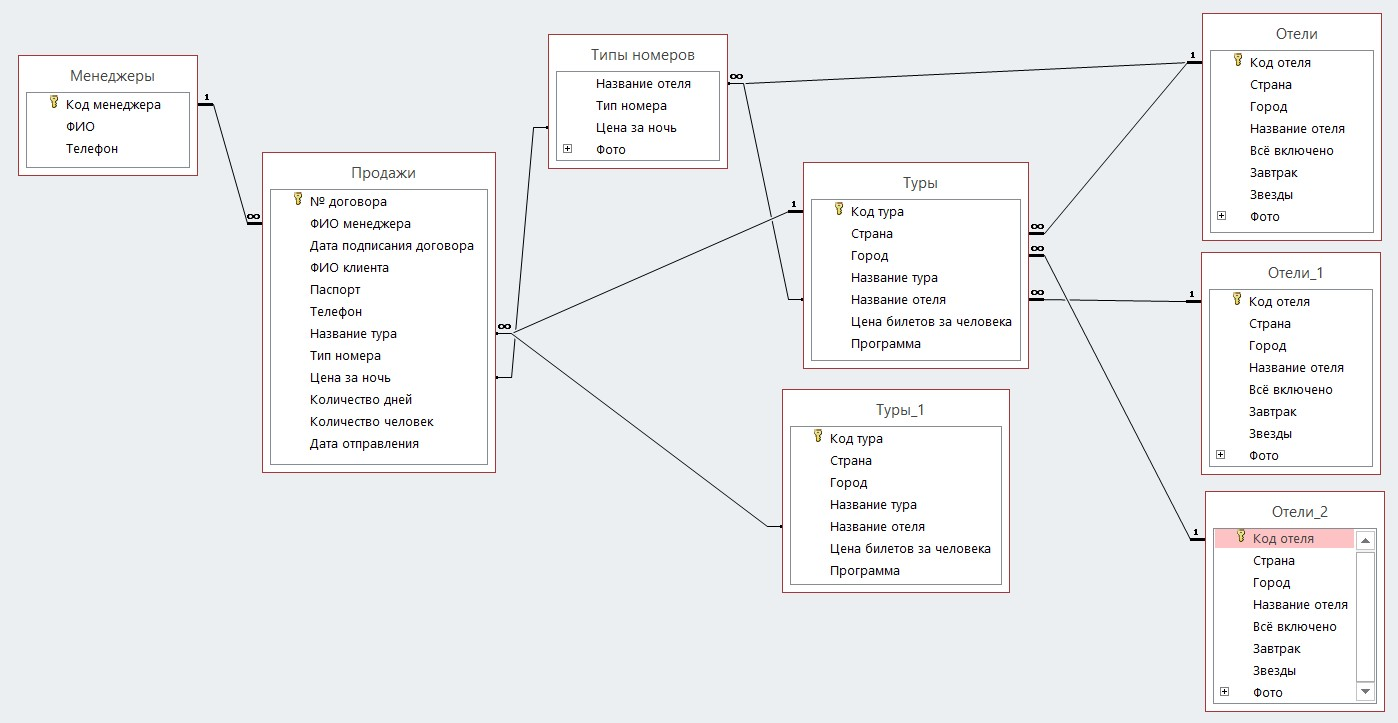 Менеджеры
Код менеджера
ФИО
Телефон
1
∞
Продажи
№ договора
ФИО менеджера
Дата подписания договора
ФИО клиента
Паспорт
Телефон
Название тура
Тип номера
Цена за ночь
Количество дней
Количество человек
Дата отправления
∞
Типы номеров
Название отеля
Тип номера
Цена за ночь
Фото
∞
1
Туры
Код тура
Страна
Город
Название тура
Название отеля
Цена билетов за человека
Программа
∞
∞
∞
Туры_1
Код тура
Страна
Город
Название тура
Название отеля
Цена билетов за человека
Программа
1
Отели
Код отеля
Страна
Город
Название отеля
Всё включено
Завтрак
Звезды
Фото
1
Отели_1
Код отеля
Страна
Город
Название отеля
Всё включено
Завтрак
Звезды
Фото
1
Отели_2
Код отеля
Страна
Город
Название отеля
Всё включено
Завтрак
Звезды
Фото